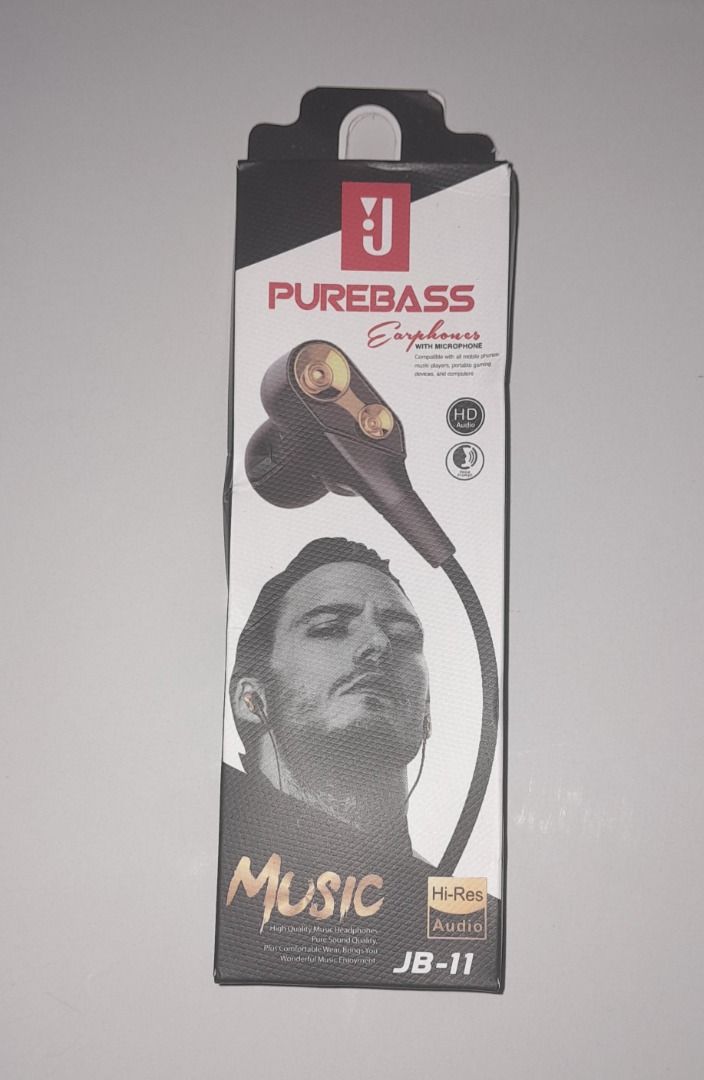 J
PUREBASS
Earphones
WITH MICROPHONE
Compatible with all mobile phones
music players, portable gaming
devices, and computers
HD
Audio
MUSIC
High Quality Music Headphones
Pure Sound Quality,
Plus Comfortable Wear, Brings You
Wonderful Music Enjoyment.
Hi-Res
Audio
JB-11